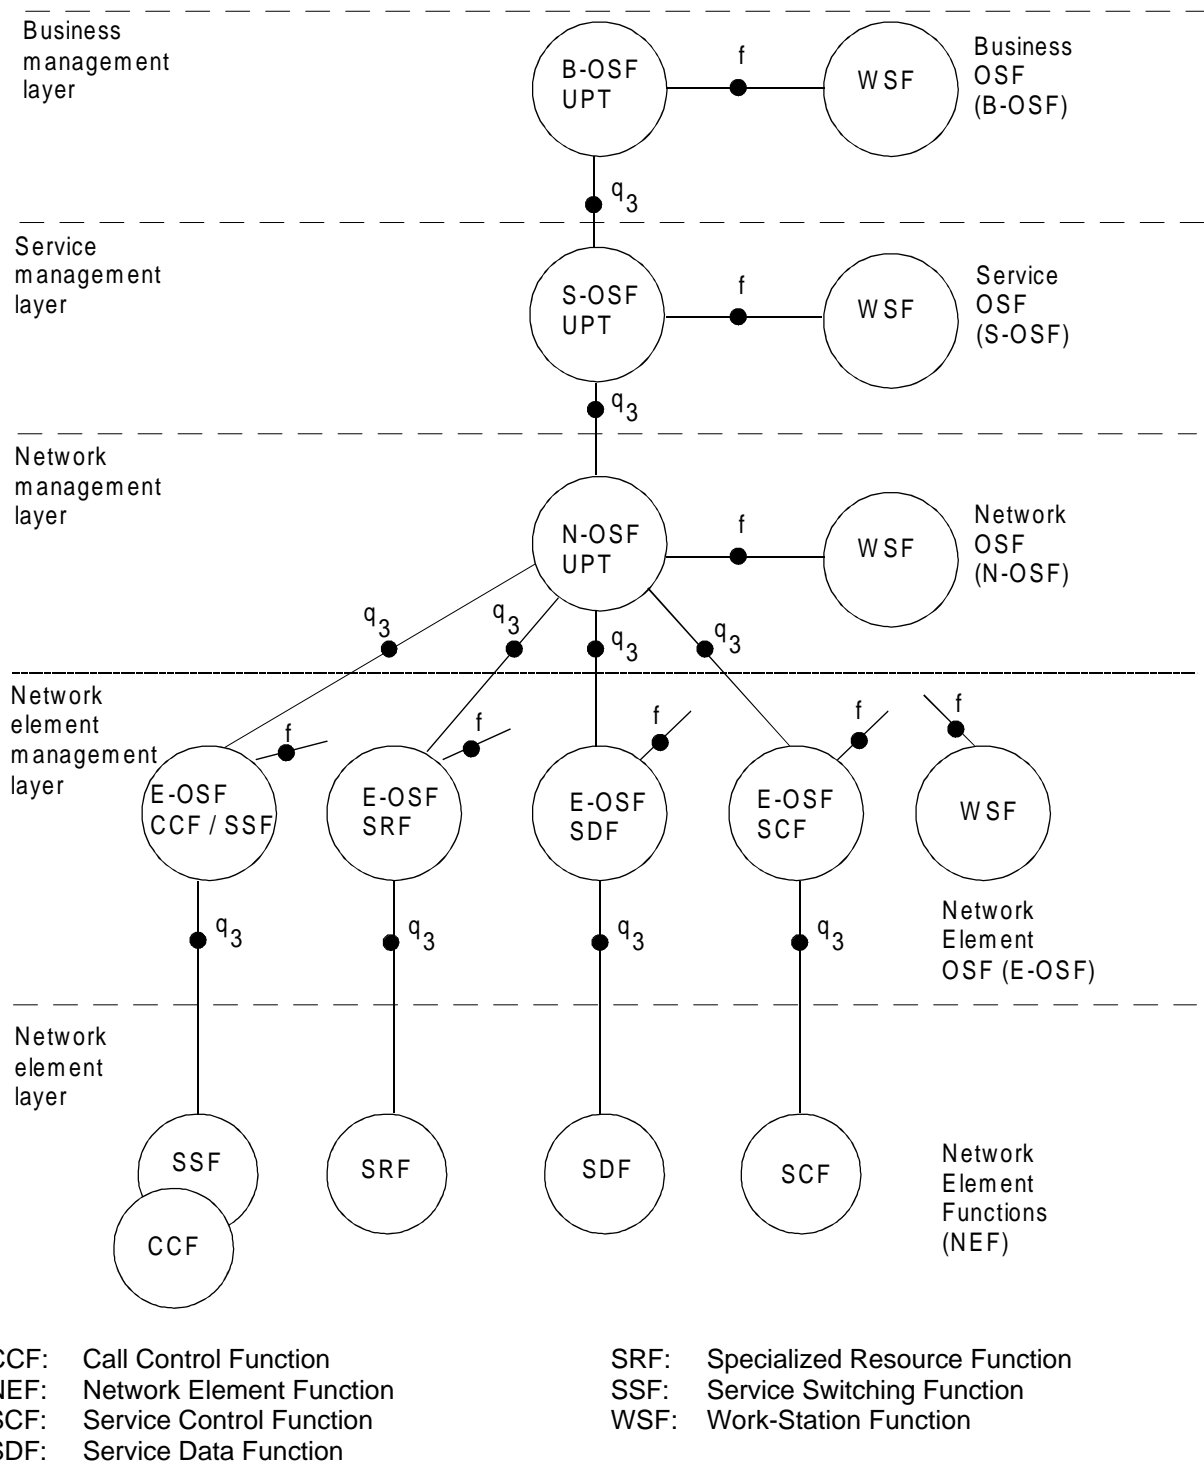 Business
management
layer
B-OSF
UPT
f
WSF
Business
OSF
(B-OSF)
q3
Service
management
layer
S-OSF
UPT
f
WSF
Service
OSF
(S-OSF)
q3
Network
management
layer
N-OSF
UPT
f
WSF
Network
OSF
(N-OSF)
q3
q3
q3
q3
Network
element
management
layer
f
f
f
f
f
E-OSF
CCF / SSF
E-OSF
SRF
E-OSF
SDF
E-OSF
SCF
WSF
q3
q3
q3
q3
Network
Element
OSF (E-OSF)
Network
element
layer
SSF
CCF
SRF
SDF
SCF
Network
Element
Functions
(NEF)
CCF: Call Control Function
NEF: Network Element Function
SCF: Service Control Function
SDF: Service Data Function
SRF: Specialized Resource Function
SSF: Service Switching Function
WSF: Work-Station Function